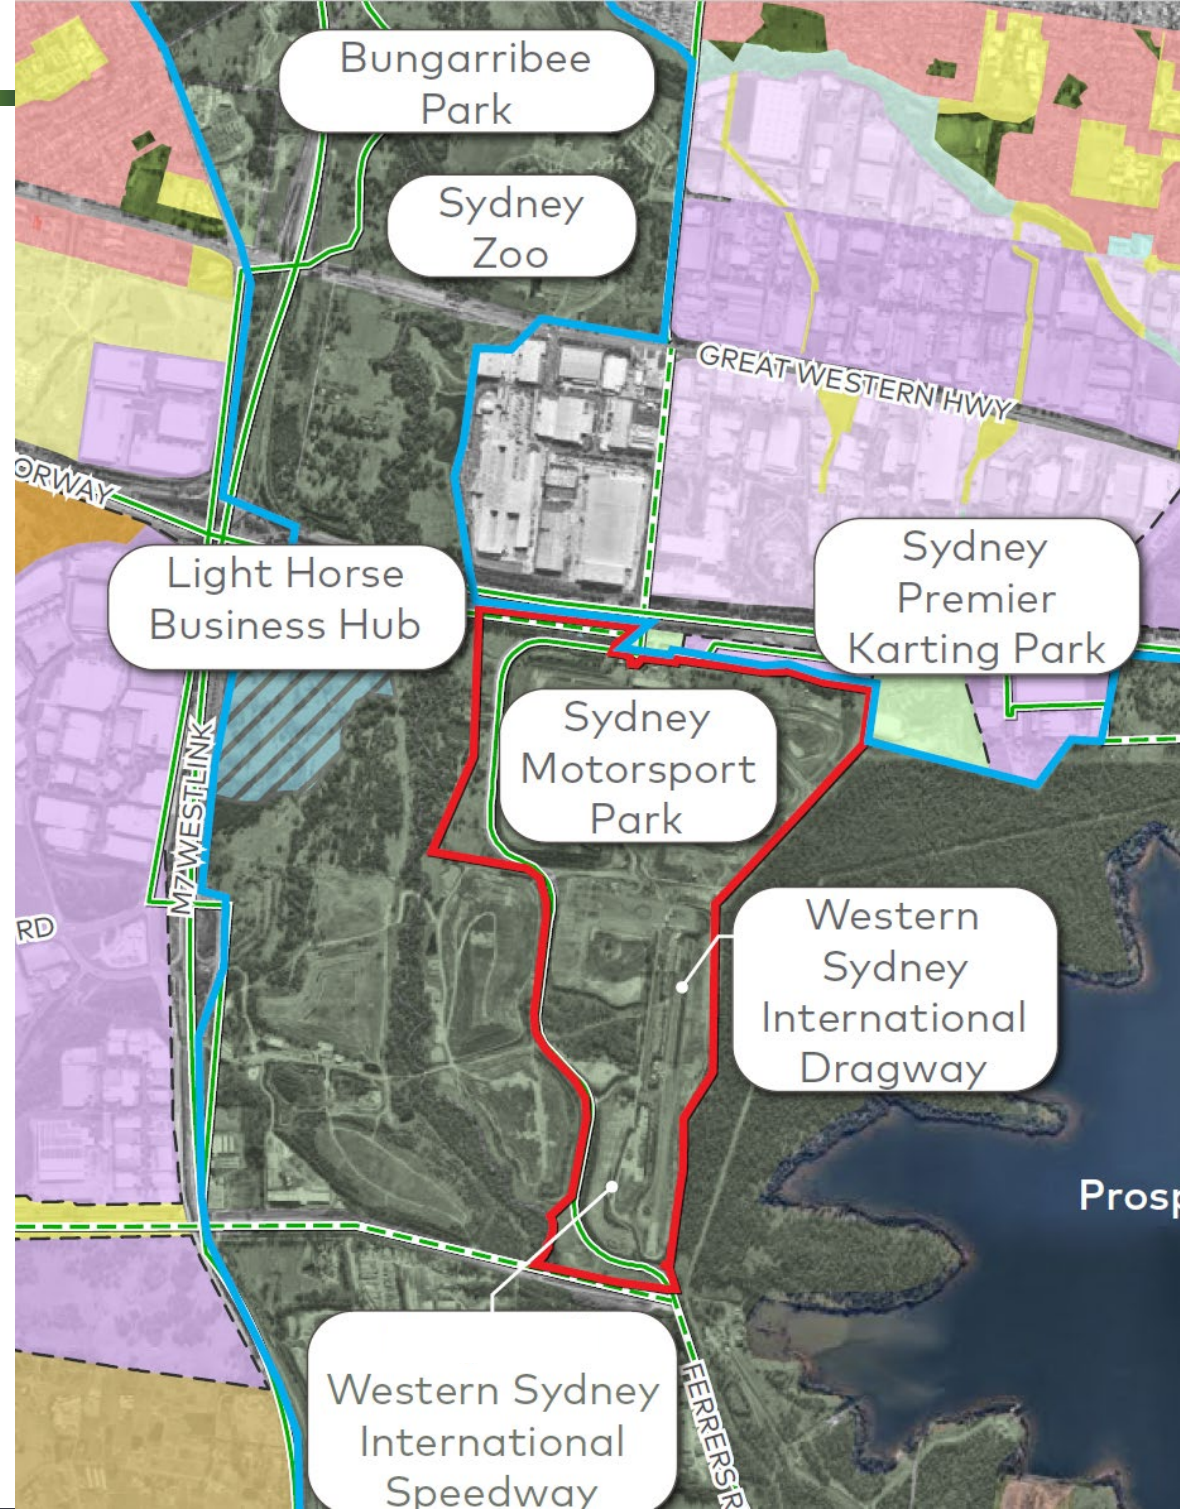 Bungarribee
Park
Sydney
Zoo
GREAT WESTERN HWY
ORWAY
Light Horse
Business Hub
Sydney
Premier
Karting Park
Sydney
Motorsport
Park
M7 WESTLINK
RD
Western
Sydney
International
Dragway
Prosp
Western Sydney
International
Speedway
FERRERS R